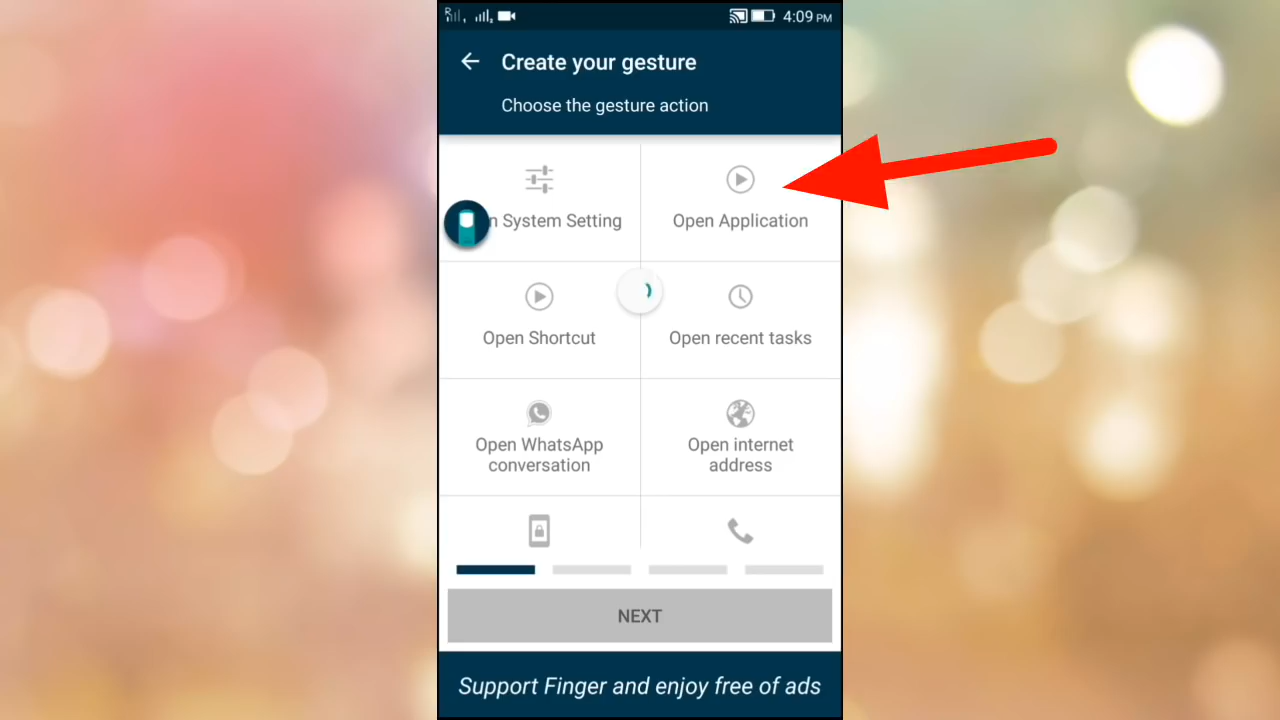 R
4:09 PM
Create your gesture
Choose the gesture action
n System Setting
Open Application
Open Shortcut
Open recent tasks
Open WhatsApp
conversation
Open internet
address
NEXT
Support Finger and enjoy free of ads